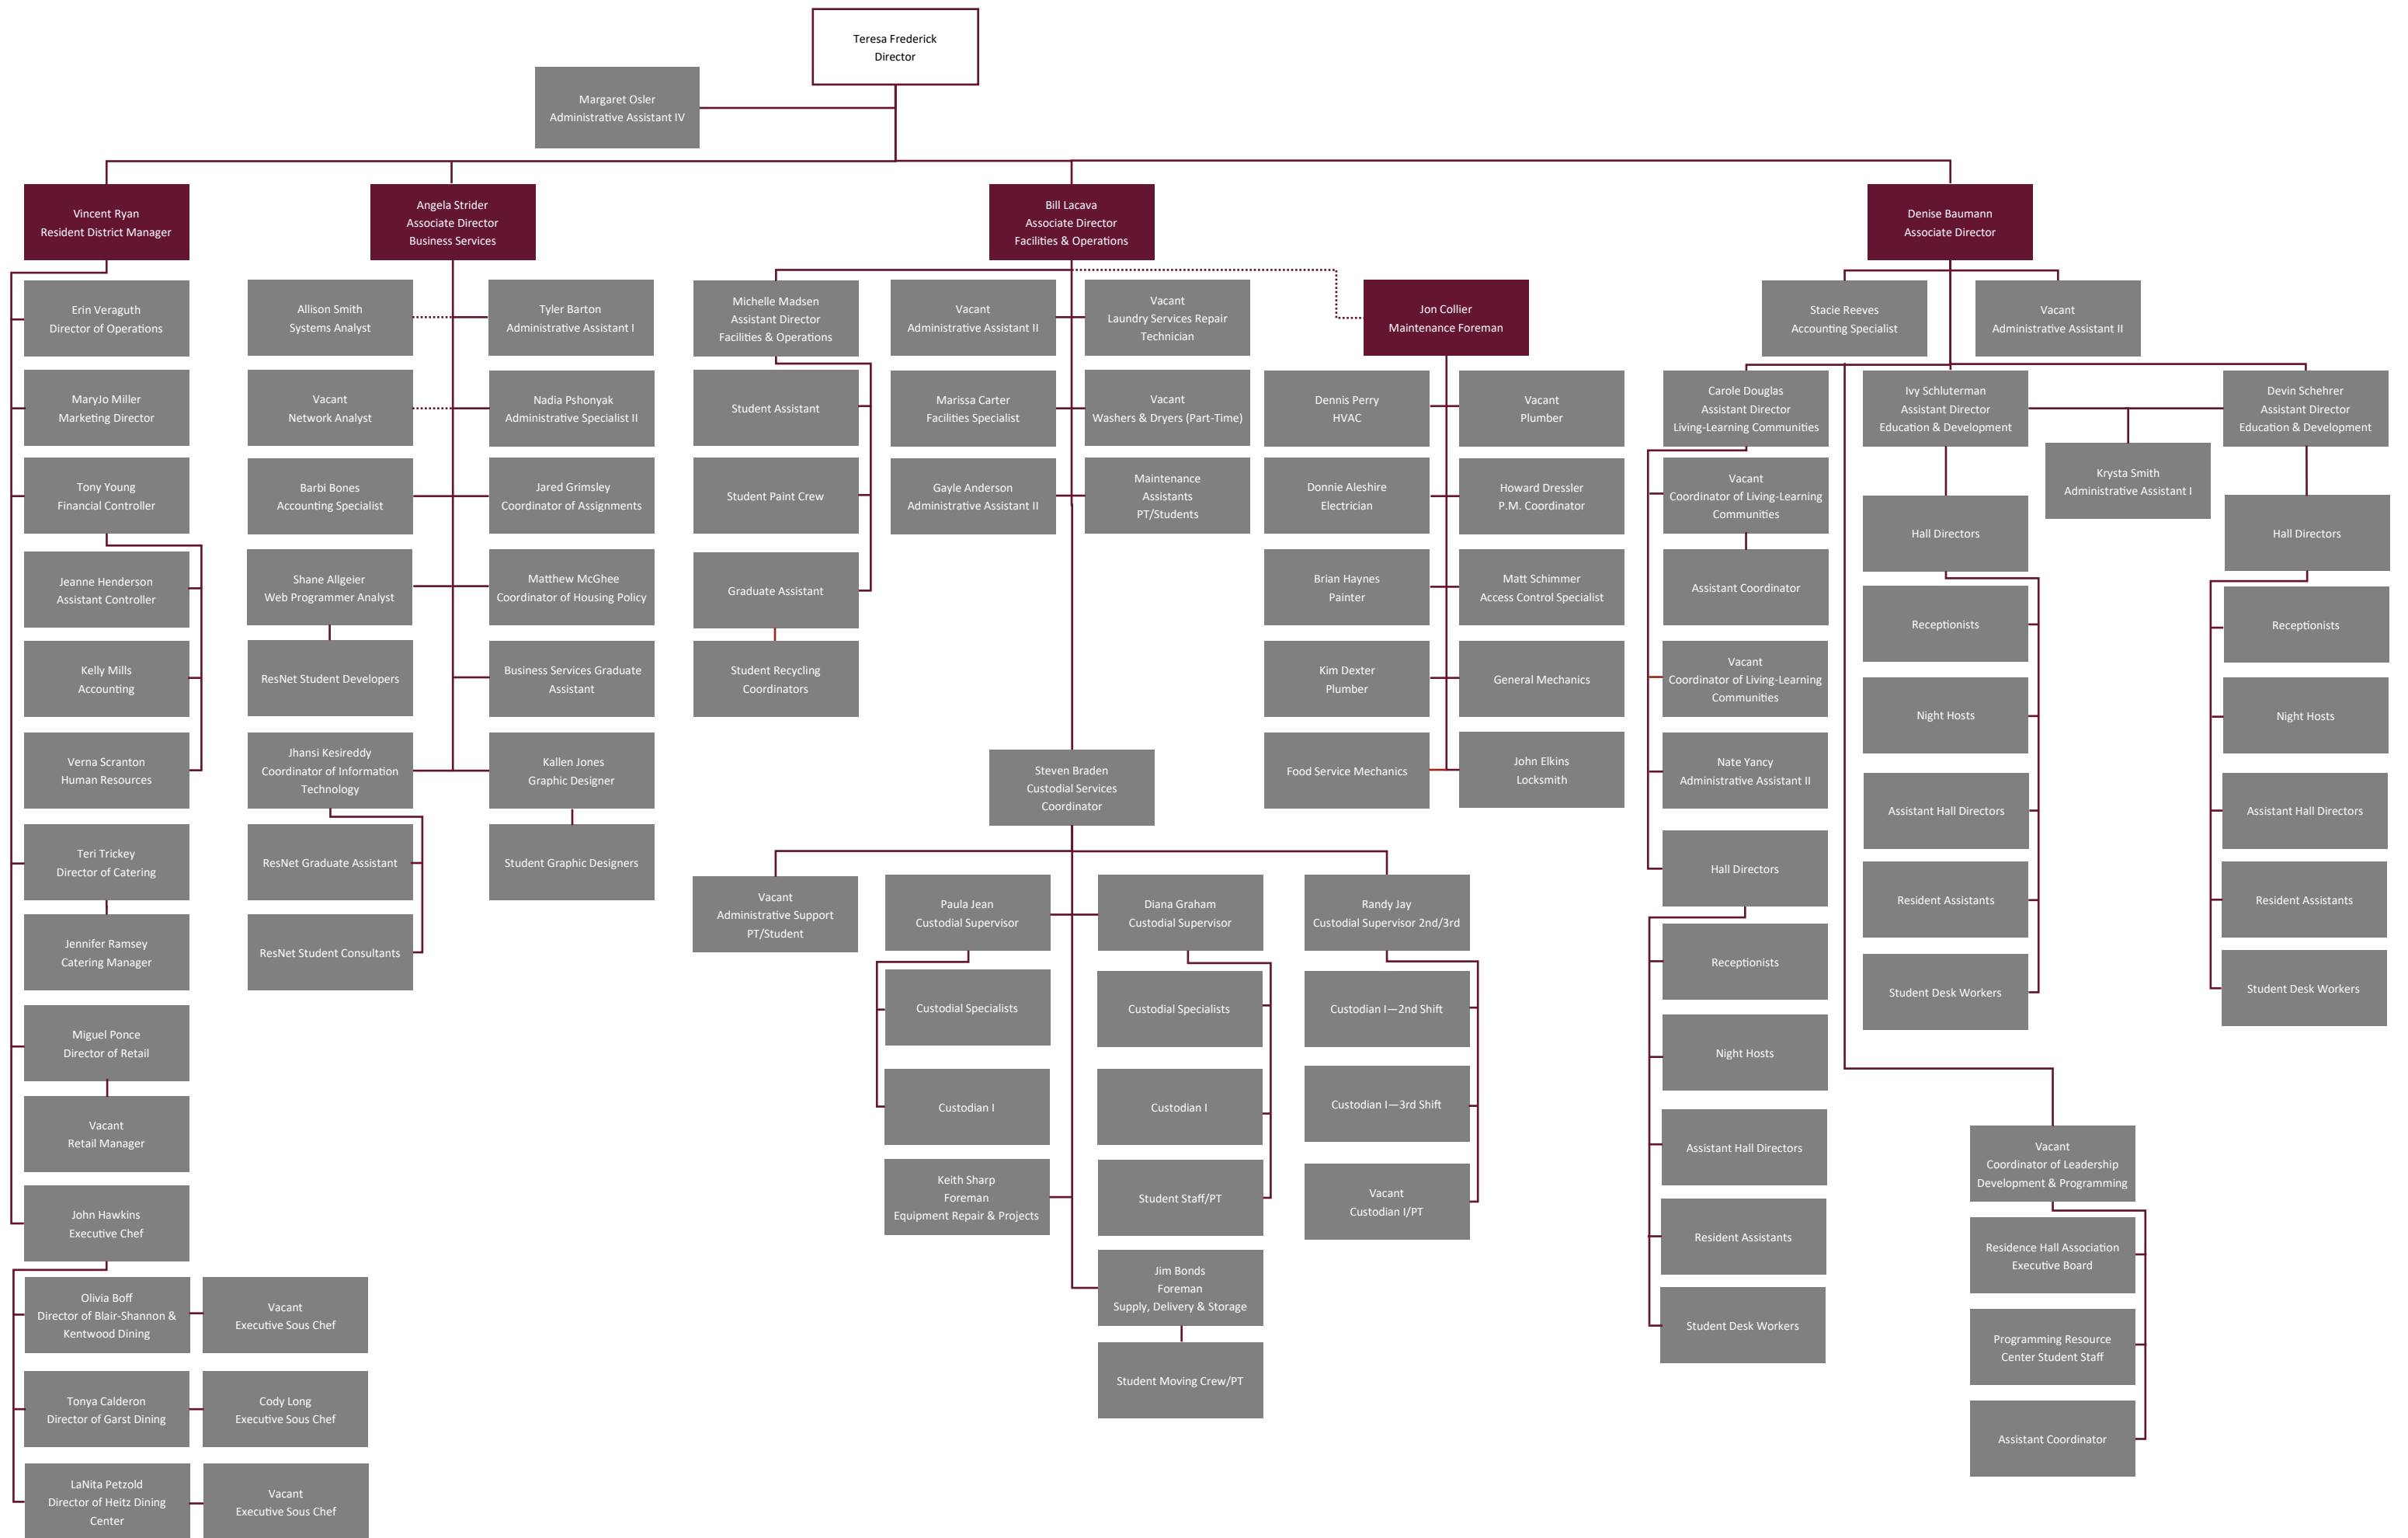 Teresa Frederick
Director
Margaret Osler
Administrative Assistant IV
Vincent Ryan
Resident District Manager
Erin Veraguth
Director of Operations
MaryJo Miller
Marketing Director
Tony Young
Financial Controller
Jeanne Henderson
Assistant Controller
Kelly Mills
Accounting
Verna Scranton
Human Resources
Teri Trickey
Director of Catering
Jennifer Ramsey
Catering Manager
Miguel Ponce
Director of Retail
Vacant
Retail Manager
John Hawkins
Executive Chef
Olivia Boff
Director of Blair-Shannon &
Kentwood Dining
Vacant
Executive Sous Chef
Tonya Calderon
Director of Garst Dining
Cody Long
Executive Sous Chef
LaNita Petzold
Director of Heitz Dining
Center
Vacant
Executive Sous Chef
Angela Strider
Associate Director
Business Services
Allison Smith
Systems Analyst
Tyler Barton
Administrative Assistant I
Vacant
Network Analyst
Nadia Pshonyak
Administrative Specialist II
Barbi Bones
Accounting Specialist
Jared Grimsley
Coordinator of Assignments
Shane Allgeier
Web Programmer Analyst
Matthew McGhee
Coordinator of Housing Policy
ResNet Student Developers
Business Services Graduate
Assistant
Jhansi Kesireddy
Coordinator of Information
Technology
Kallen Jones
Graphic Designer
ResNet Graduate Assistant
Student Graphic Designers
ResNet Student Consultants
Bill Lacava
Associate Director
Facilities & Operations
Michelle Madsen
Assistant Director
Facilities & Operations
Student Assistant
Student Paint Crew
Graduate Assistant
Student Recycling
Coordinators
Vacant
Administrative Assistant II
Vacant
Laundry Services Repair
Technician
Marissa Carter
Facilities Specialist
Vacant
Washers & Dryers (Part-Time)
Gayle Anderson
Administrative Assistant II
Maintenance
Assistants
PT/Students
Jon Collier
Maintenance Foreman
Dennis Perry
HVAC
Vacant
Plumber
Donnie Aleshire
Electrician
Howard Dressler
P.M. Coordinator
Brian Haynes
Painter
Matt Schimmer
Access Control Specialist
Kim Dexter
Plumber
General Mechanics
Food Service Mechanics
John Elkins
Locksmith
Steven Braden
Custodial Services
Coordinator
Vacant
Administrative Support
PT/Student
Paula Jean
Custodial Supervisor
Custodial Specialists
Custodian I
Keith Sharp
Foreman
Equipment Repair & Projects
Diana Graham
Custodial Supervisor
Custodial Specialists
Custodian I
Student Staff/PT
Jim Bonds
Foreman
Supply, Delivery & Storage
Student Moving Crew/PT
Randy Jay
Custodial Supervisor 2nd/3rd
Custodian I—2nd Shift
Custodian I—3rd Shift
Vacant
Custodian I/PT
Denise Baumann
Associate Director
Stacie Reeves
Accounting Specialist
Vacant
Administrative Assistant II
Carole Douglas
Assistant Director
Living-Learning Communities
Vacant
Coordinator of Living-Learning
Communities
Assistant Coordinator
Vacant
Coordinator of Living-Learning
Communities
Nate Yancy
Administrative Assistant II
Hall Directors
Receptionists
Night Hosts
Assistant Hall Directors
Resident Assistants
Student Desk Workers
Ivy Schluterman
Assistant Director
Education & Development
Krysta Smith
Administrative Assistant I
Hall Directors
Receptionists
Night Hosts
Assistant Hall Directors
Resident Assistants
Student Desk Workers
Devin Schehrer
Assistant Director
Education & Development
Hall Directors
Receptionists
Night Hosts
Assistant Hall Directors
Resident Assistants
Student Desk Workers
Vacant
Coordinator of Leadership
Development & Programming
Residence Hall Association
Executive Board
Programming Resource
Center Student Staff
Assistant Coordinator